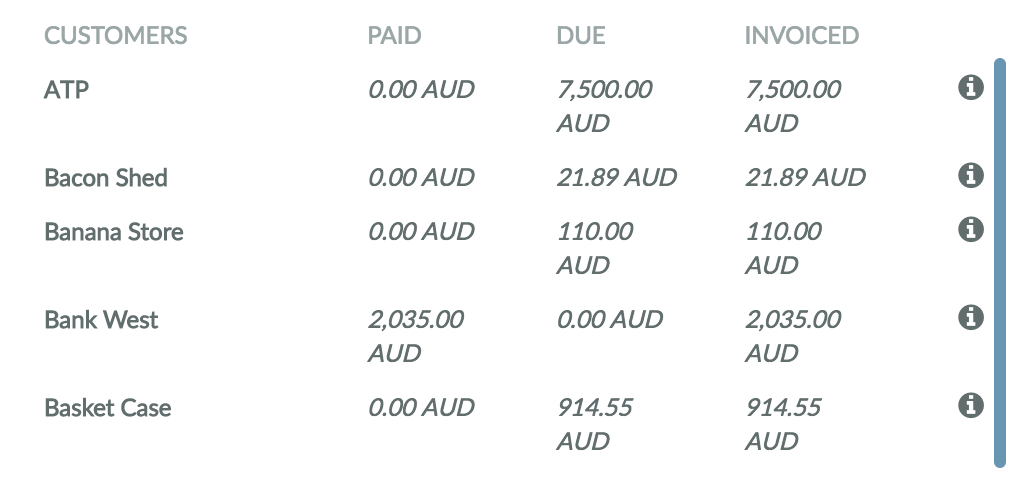 CUSTOMERS PAID DUE INVOICED
ATP 0.00 AUD 7,500.00 7,500.00
AUD AUD
Bacon Shed 0.00 AUD 21.89 AUD 21.89 AUD
Banana Store 0.00 AUD 110.00 110.00
AUD AUD
Bank West 2,035.00 0.00 AUD 2,035.00
AUD AUD
Basket Case 0.00 AUD 914.55 914.55
AUD AUD